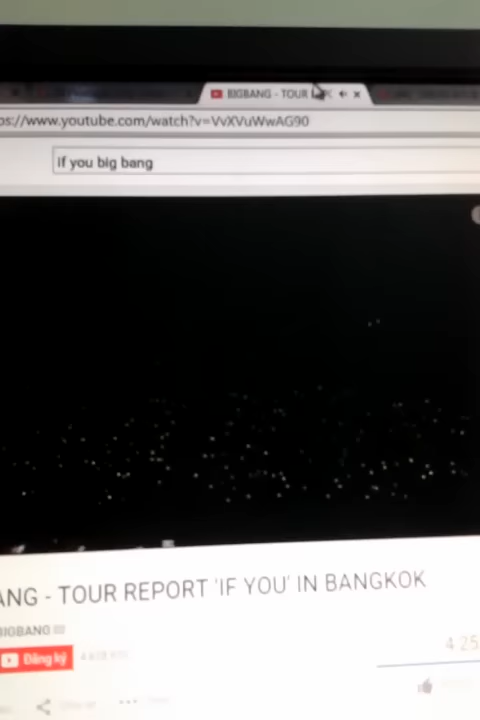 BIGBANG - TOUR
ps://www.youtube.com/watch?v=VvXVuWwAG90
if you big bang
ANG - TOUR REPORT 'IF YOU' IN BANGKOK
BIGBANG
Đăng ký
4 25